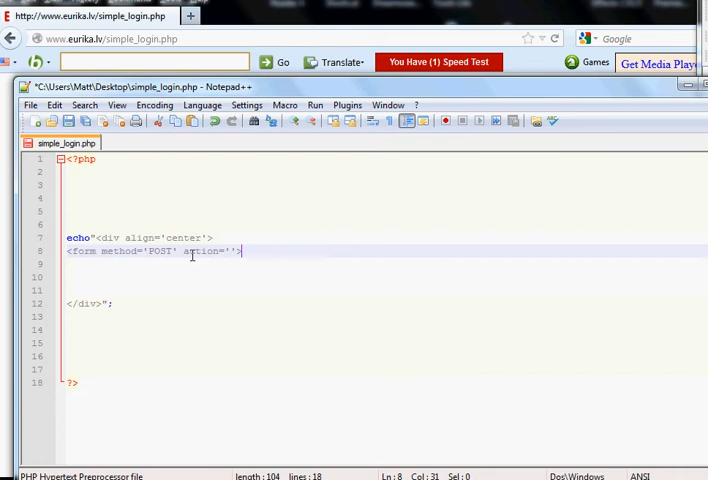 http://www.eurika.lv/simple_login.php
www.eurika.lv/simple_login.php
Google
Go
Translate
You Have (1) Speed Test
Games
Get Media Player
*C:\Users\Matt\Desktop\simple_login.php - Notepad++
File Edit Search View Encoding Language Settings Macro Run Plugins Window ?
simple_login.php
1 <?php
2
3
4
5
6
7 echo"<div align='center'>
8 <form method='POST' action=''>
9
10
11
12 </div>";
13
14
15
16
17
18 ?>
PHP Hypertext Preprocessor file length : 104 lines : 18 Ln : 8 Col : 31 Sel : 0 Dos\Windows ANSI